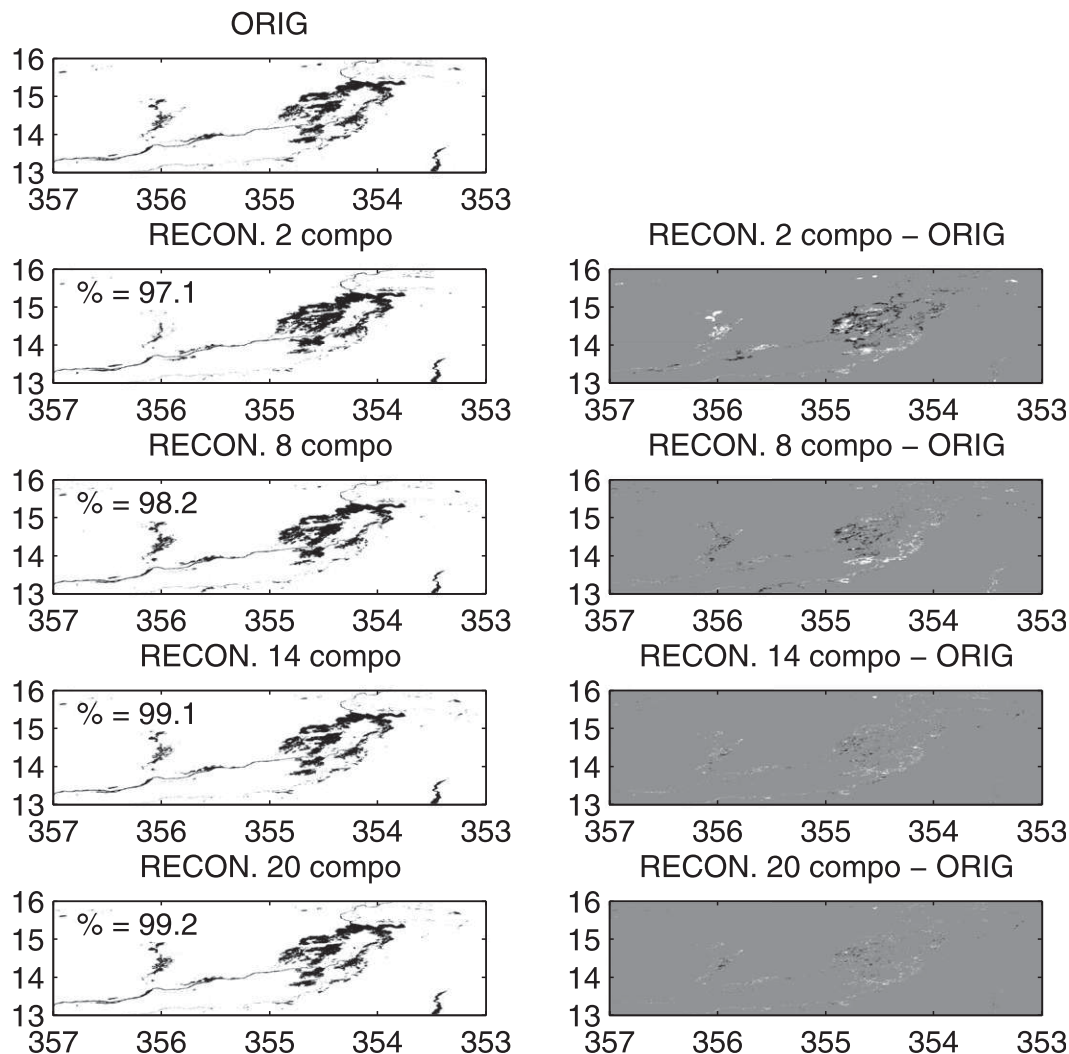 ORIG
16
15
14
13
357 356 355 354 353
RECON. 2 compo
% = 97.1
16
15
14
13
357 356 355 354 353
RECON. 2 compo – ORIG
16
15
14
13
357 356 355 354 353
RECON. 8 compo
% = 98.2
16
15
14
13
357 356 355 354 353
RECON. 8 compo – ORIG
16
15
14
13
357 356 355 354 353
RECON. 14 compo
% = 99.1
16
15
14
13
357 356 355 354 353
RECON. 14 compo – ORIG
16
15
14
13
357 356 355 354 353
RECON. 20 compo
% = 99.2
16
15
14
13
357 356 355 354 353
RECON. 20 compo – ORIG
16
15
14
13
357 356 355 354 353